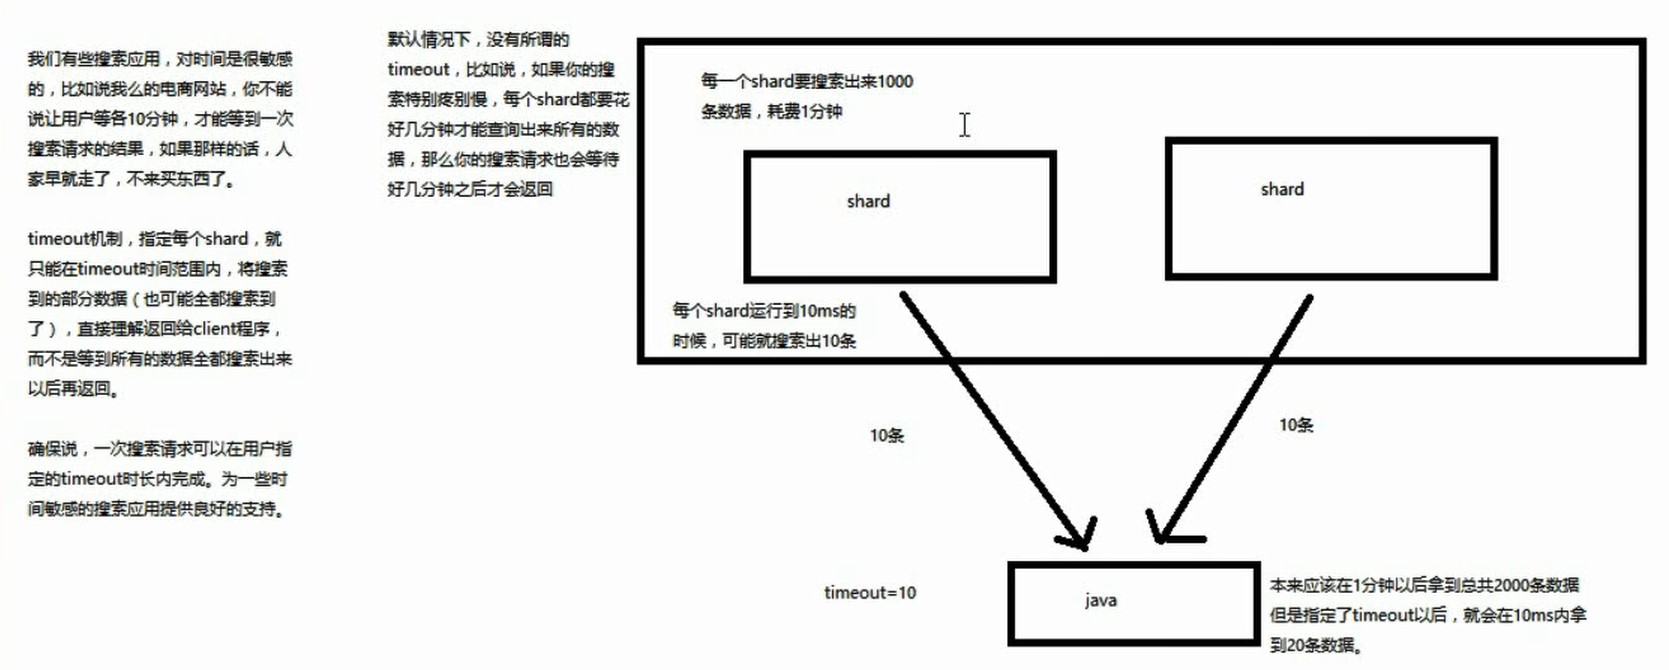 我们有些搜索应用，对时间是很敏感
的，比如说我么的电商网站，你不能
说让用户等各10分钟，才能等到一次
搜索请求的结果，如果那样的话，人
家早就走了，不来买东西了。
timeout机制，指定每个shard，就
只能在timeout时间范围内，将搜索
到的部分数据（也可能全都搜索到
了），直接理解返回给client程序，
而不是等到所有的数据全都搜索出来
以后再返回。
确保说，一次搜索请求可以在用户指
定的timeout时长内完成。为一些时
间敏感的搜索应用提供良好的支持。
默认情况下，没有所谓的
timeout，比如说，如果你的搜
索特别疼别慢，每个shard都要花
好几分钟才能查询出来所有的数
据，那么你的搜索请求也会等待
好几分钟之后才会返回
每一个shard要搜索出来1000
条数据，耗费1分钟
shard
shard
每个shard运行到10ms的
时候，可能就搜索出10条
10条
10条
timeout=10
java
本来应该在1分钟以后拿到总共2000条数据
但是指定了timeout以后，就会在10ms内拿
到20条数据。